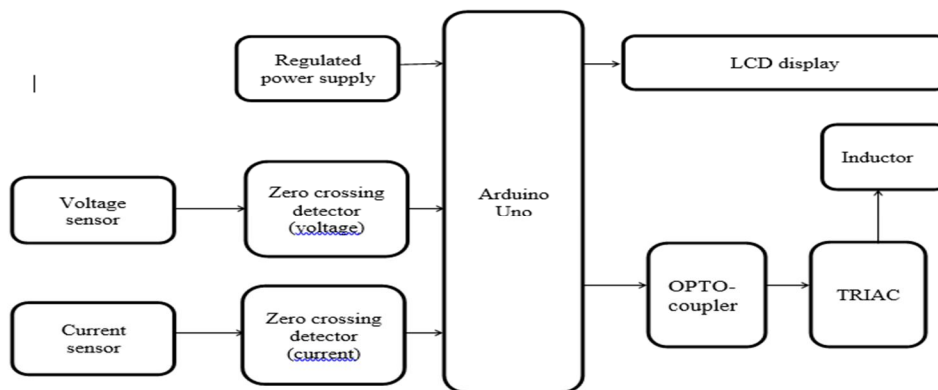 Regulated
power supply
LCD display
Inductor
Voltage
sensor
Zero crossing
detector
(voltage)
Arduino
Uno
OPTO-
coupler
TRIAC
Current
sensor
Zero crossing
detector
(current)